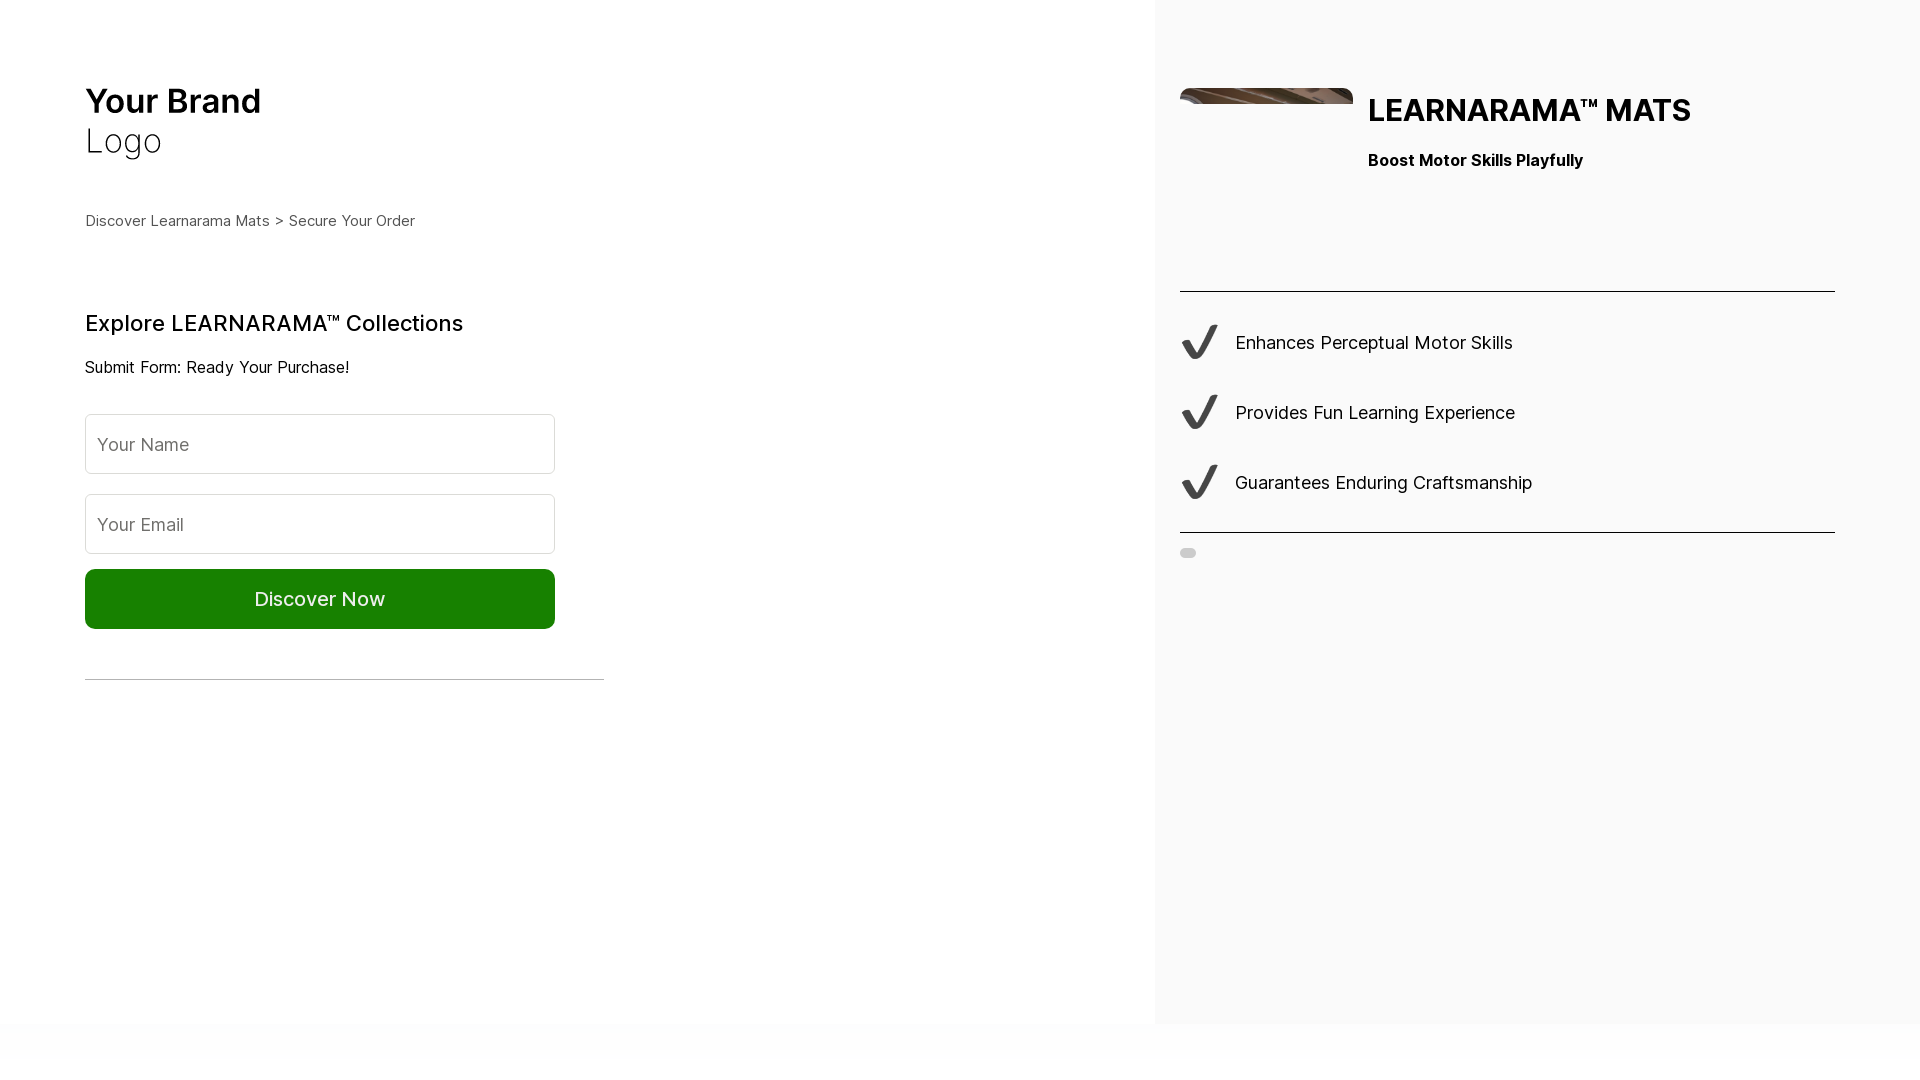 Your Brand
Logo
Discover Learnarama Mats > Secure Your Order
Explore LEARNARAMA™ Collections
Submit Form: Ready Your Purchase!
Your Name
Your Email
Discover Now
LEARNARAMA™ MATS
Boost Motor Skills Playfully
Enhances Perceptual Motor Skills
Provides Fun Learning Experience
Guarantees Enduring Craftsmanship